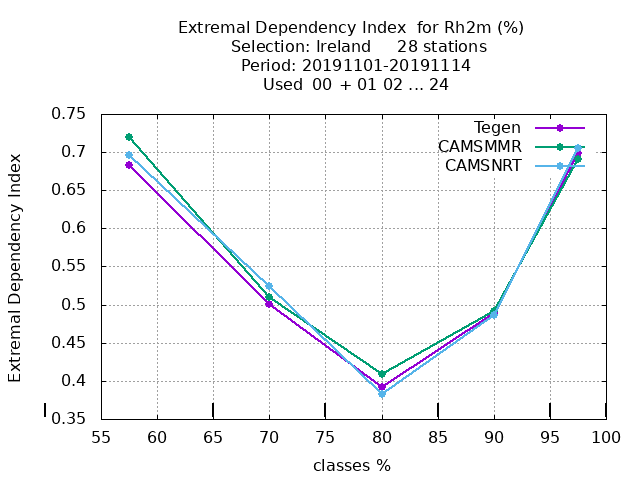 Extremal Dependency Index  for Rh2m (%)
Selection: Ireland     28 stations
Period: 20191101-20191114
Used  00 + 01 02 ... 24
Extremal Dependency Index
0.75
0.7
0.65
0.6
0.55
0.5
0.45
0.4
0.35
Tegen
CAMSMMR
CAMSNRT
55 60 65 70 75 80 85 90 95 100
classes %